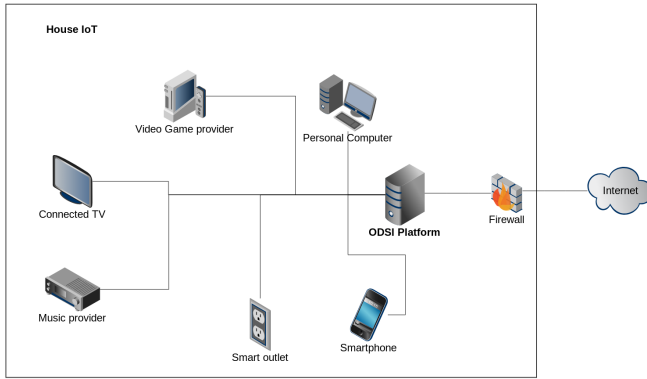 House IoT
Video Game provider
Personal Computer
Connected TV
ODSI Platform
Firewall
Internet
Music provider
Smart outlet
Smartphone